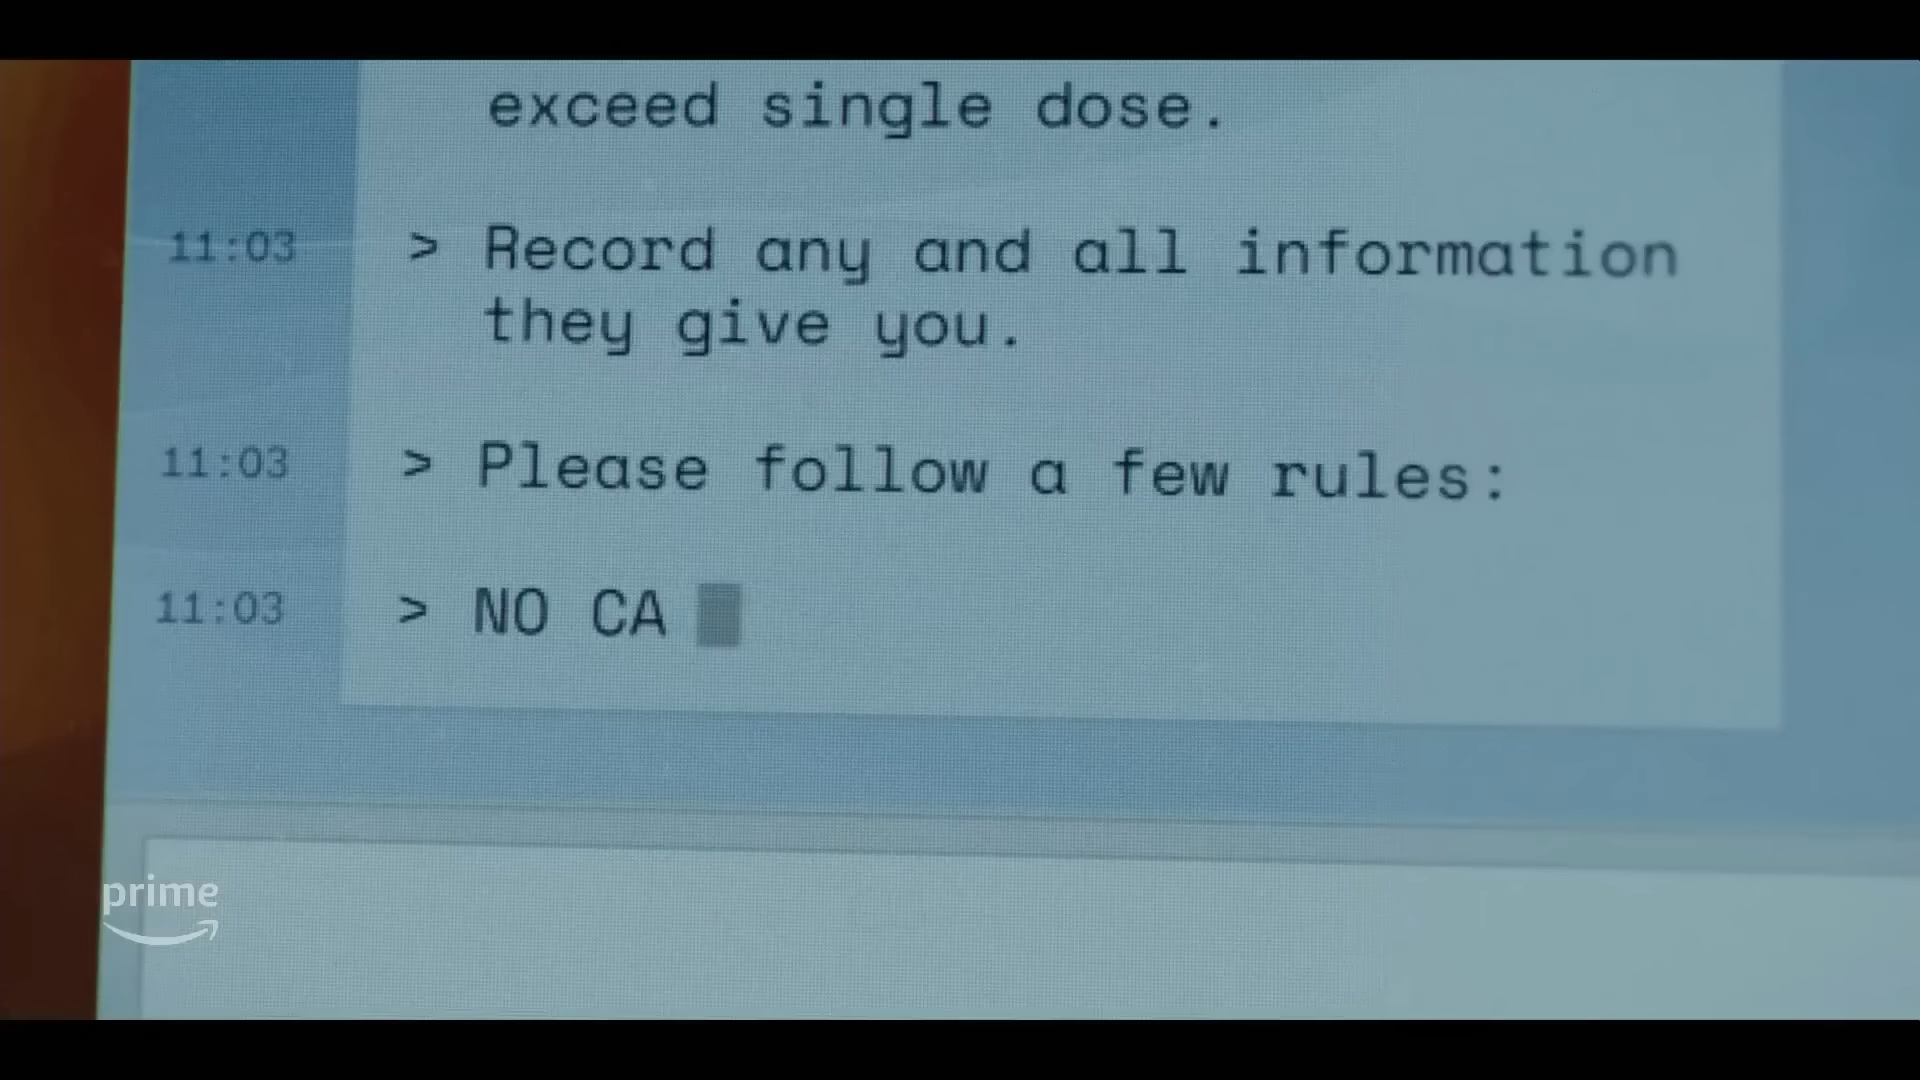 exceed single dose.
11:03 > Record any and all information
they give you.
11:03 > Please follow a few rules:
11:03 > NO CA
prime